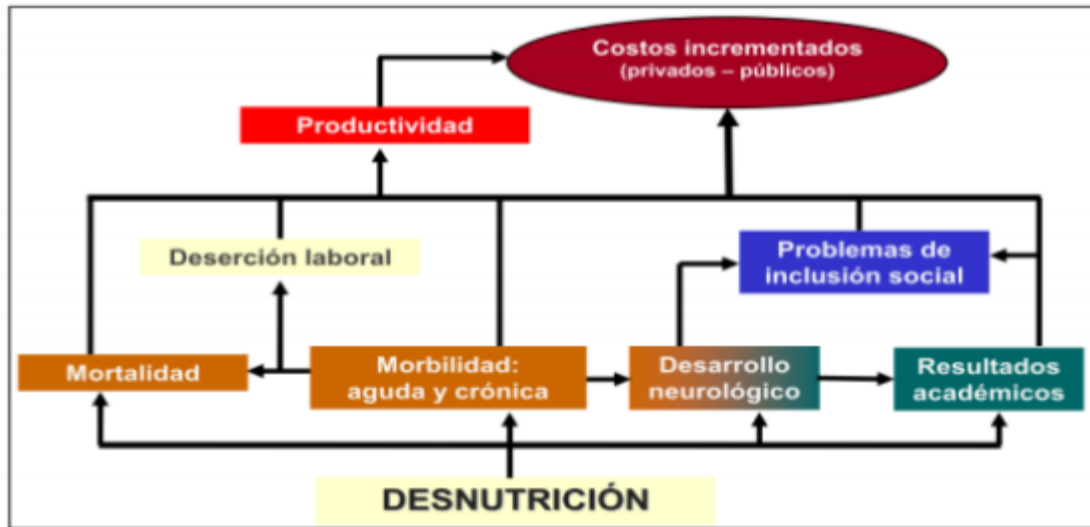 Costos incrementados
(privados – públicos)
Productividad
Deserción laboral
Problemas de
inclusión social
Mortalidad
Morbilidad:
aguda y crónica
Desarrollo
neurológico
Resultados
académicos
DESNUTRICIÓN